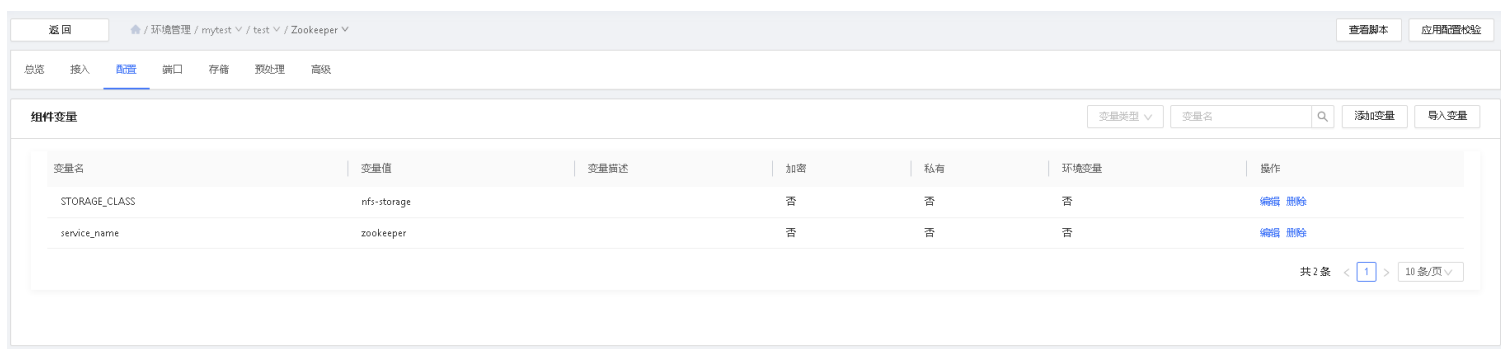 返回 / 环境管理 / mytest / test / Zookeeper 查看脚本 应用配置校验
总览 接入 配置 端口 存储 预处理 高级
组件变量 变量类型 变量名 添加变量 导入变量
变量名 变量值 变量描述 加密 私有 环境变量 操作
STORAGE_CLASS nfs-storage 否 否 否 编辑 删除
service_name zookeeper 否 否 否 编辑 删除
共 2 条 < 1 > 10 条/页